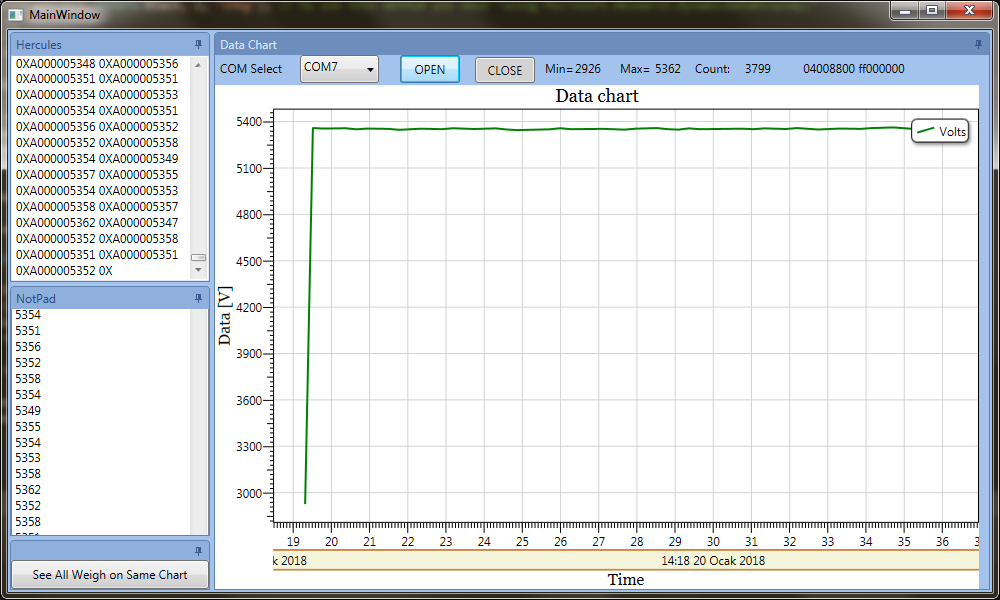 MainWindow
Hercules
0XA000005348 0XA000005356
0XA000005351 0XA000005351
0XA000005354 0XA000005353
0XA000005354 0XA000005351
0XA000005356 0XA000005352
0XA000005352 0XA000005358
0XA000005354 0XA000005349
0XA000005357 0XA000005355
0XA000005354 0XA000005353
0XA000005358 0XA000005357
0XA000005362 0XA000005347
0XA000005352 0XA000005358
0XA000005351 0XA000005351
0XA000005352 0X
NotPad
5354
5351
5356
5352
5358
5354
5349
5355
5354
5353
5358
5362
5352
5358
See All Weigh on Same Chart
Data Chart
COM Select COM7 OPEN CLOSE Min= 2926 Max= 5362 Count: 3799 04008800 ff000000
Data chart
Volts
Data [V]
5400
5100
4800
4500
4200
3900
3600
3300
3000
19 20 21 22 23 24 25 26 27 28 29 30 31 32 33 34 35 36
k 2018 14:18 20 Ocak 2018
Time